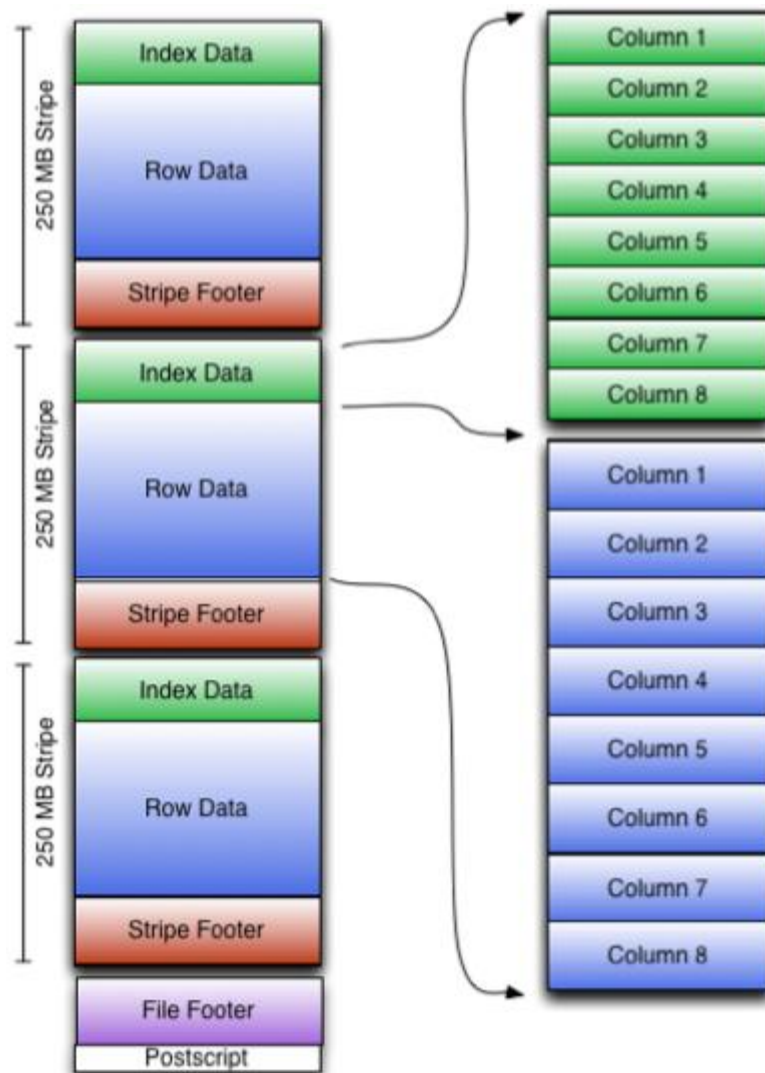 250 MB Stripe
Index Data
Row Data
Stripe Footer
250 MB Stripe
Index Data
Row Data
Stripe Footer
250 MB Stripe
Index Data
Row Data
Stripe Footer
File Footer
Postscript
Column 1
Column 2
Column 3
Column 4
Column 5
Column 6
Column 7
Column 8
Column 1
Column 2
Column 3
Column 4
Column 5
Column 6
Column 7
Column 8